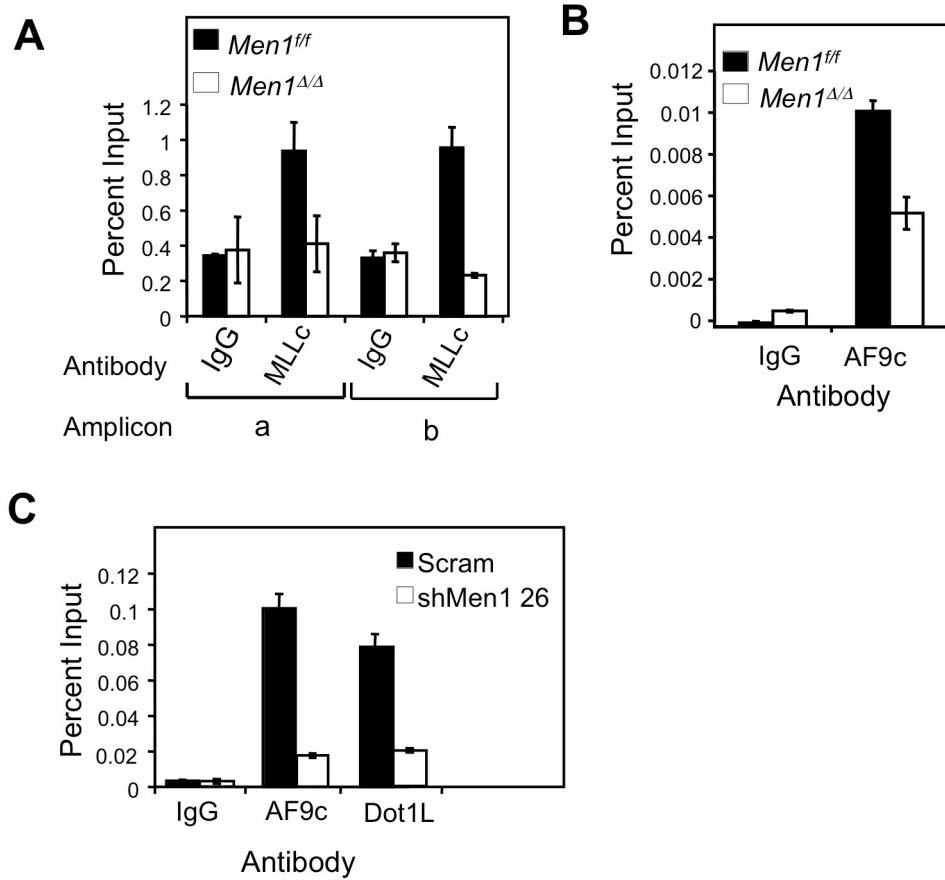 A
Men1f/f
Men1Δ/Δ
Percent Input
1.2
1
0.8
0.6
0.4
0.2
0
Antibody
IgG
MLLc
IgG
MLLc
Amplicon
a
b
B
Men1f/f
Men1Δ/Δ
Percent Input
0.012
0.01
0.008
0.006
0.004
0.002
0
IgG
AF9c
Antibody
C
Scram
shMen1 26
Percent Input
0.12
0.1
0.08
0.06
0.04
0.02
0
IgG
AF9c
Dot1L
Antibody